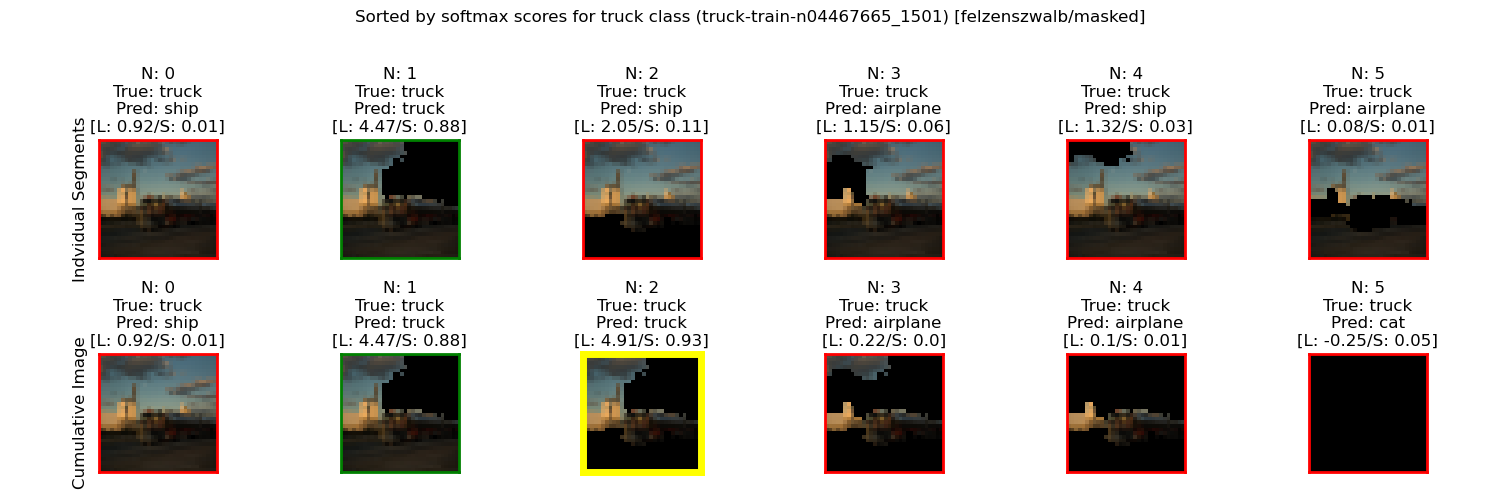 Sorted by softmax scores for truck class (truck-train-n04467665_1501) [felzenszwalb/masked]
Indvidual Segments
N: 0
True: truck
Pred: ship
[L: 0.92/S: 0.01]
N: 1
True: truck
Pred: truck
[L: 4.47/S: 0.88]
N: 2
True: truck
Pred: ship
[L: 2.05/S: 0.11]
N: 3
True: truck
Pred: airplane
[L: 1.15/S: 0.06]
N: 4
True: truck
Pred: ship
[L: 1.32/S: 0.03]
N: 5
True: truck
Pred: airplane
[L: 0.08/S: 0.01]
Cumulative Image
N: 0
True: truck
Pred: ship
[L: 0.92/S: 0.01]
N: 1
True: truck
Pred: truck
[L: 4.47/S: 0.88]
N: 2
True: truck
Pred: truck
[L: 4.91/S: 0.93]
N: 3
True: truck
Pred: airplane
[L: 0.22/S: 0.0]
N: 4
True: truck
Pred: airplane
[L: 0.1/S: 0.01]
N: 5
True: truck
Pred: cat
[L: -0.25/S: 0.05]